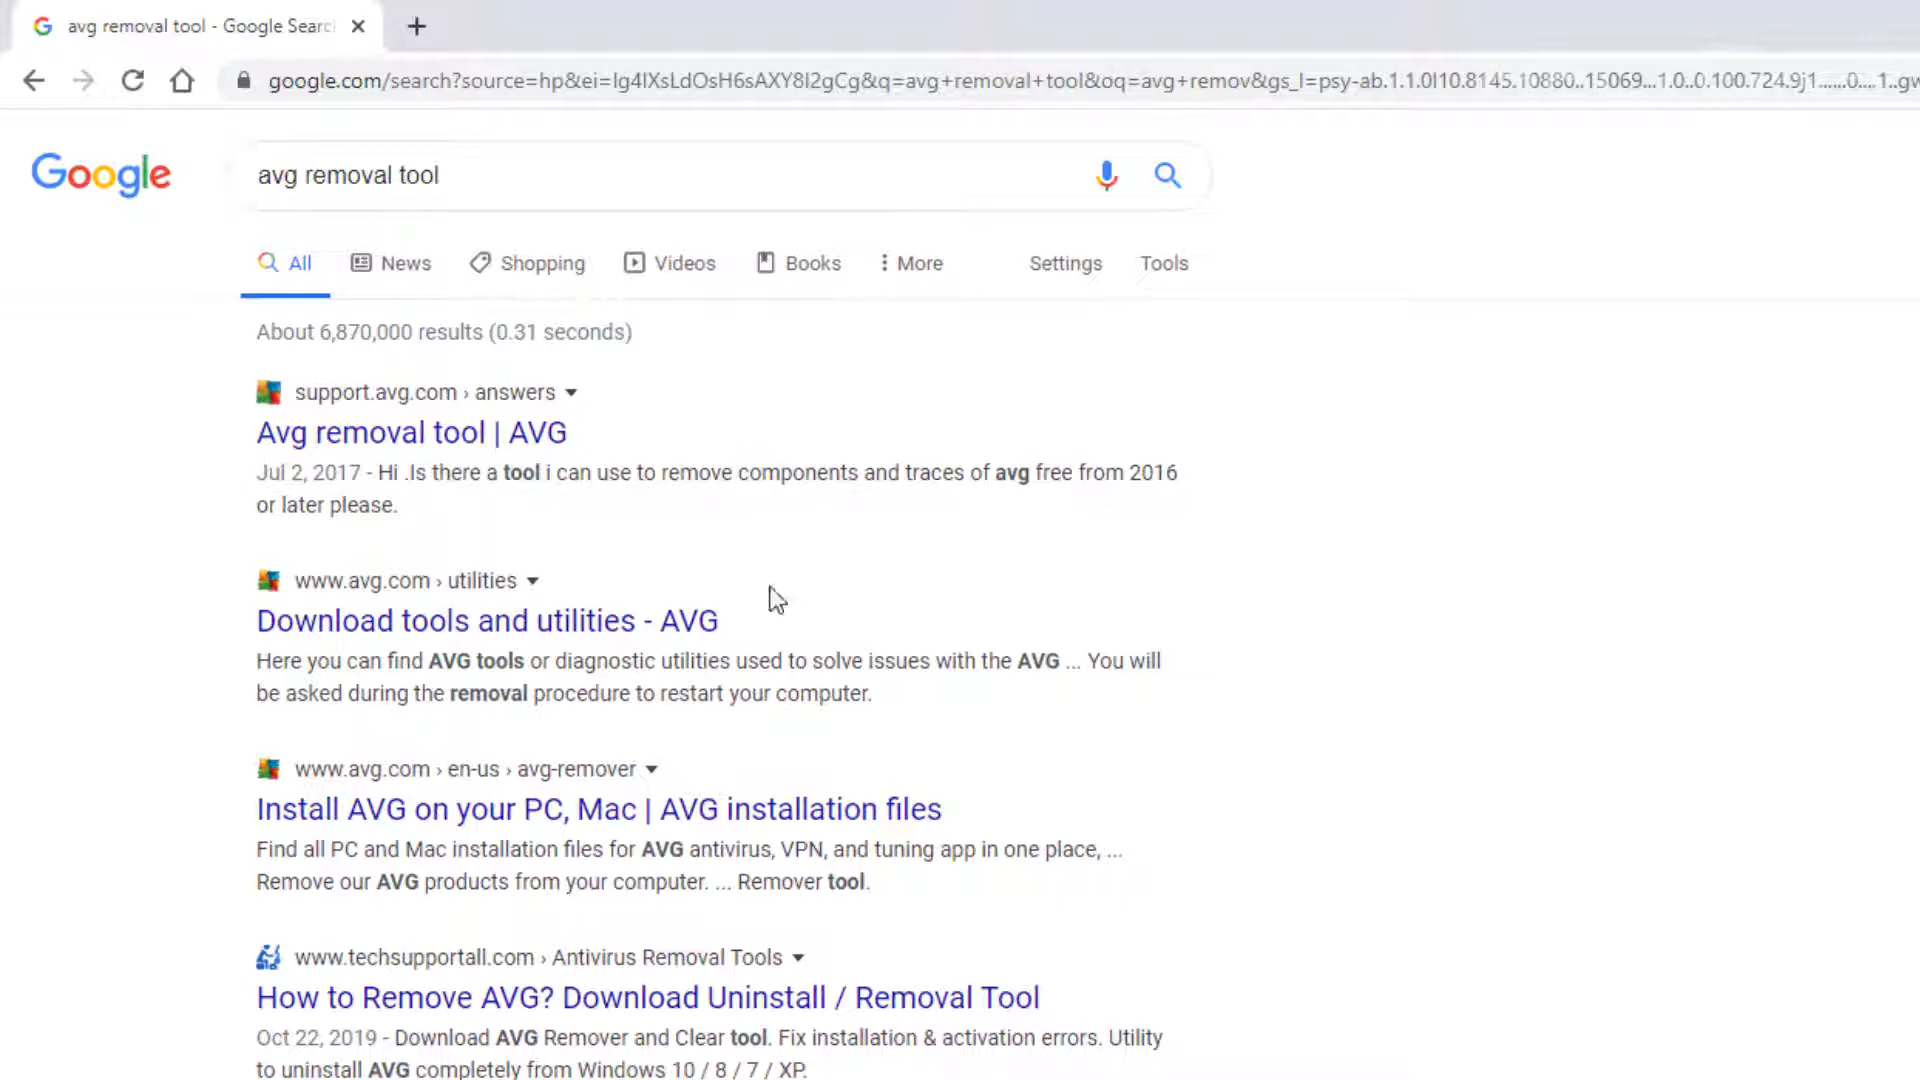 avg removal tool - Google Searc
google.com/search?source=hp&ei=Ig4IXsLdOsH6sAXY8I2gCg&q=avg+removal+tool&oq=avg+remov&gs_l=psy-ab.1.1.0l10.8145.10880..15069...1.0..0.100.724.9j1......0....1..gw
Google
avg removal tool
All News Shopping Videos Books More Settings Tools
About 6,870,000 results (0.31 seconds)
support.avg.com › answers
Avg removal tool | AVG
Jul 2, 2017 - Hi .Is there a tool i can use to remove components and traces of avg free from 2016
or later please.
www.avg.com › utilities
Download tools and utilities - AVG
Here you can find AVG tools or diagnostic utilities used to solve issues with the AVG ... You will
be asked during the removal procedure to restart your computer.
www.avg.com › en-us › avg-remover
Install AVG on your PC, Mac | AVG installation files
Find all PC and Mac installation files for AVG antivirus, VPN, and tuning app in one place, ...
Remove our AVG products from your computer. ... Remover tool.
www.techsupportall.com › Antivirus Removal Tools
How to Remove AVG? Download Uninstall / Removal Tool
Oct 22, 2019 - Download AVG Remover and Clear tool. Fix installation & activation errors. Utility
to uninstall AVG completely from Windows 10 / 8 / 7 / XP.